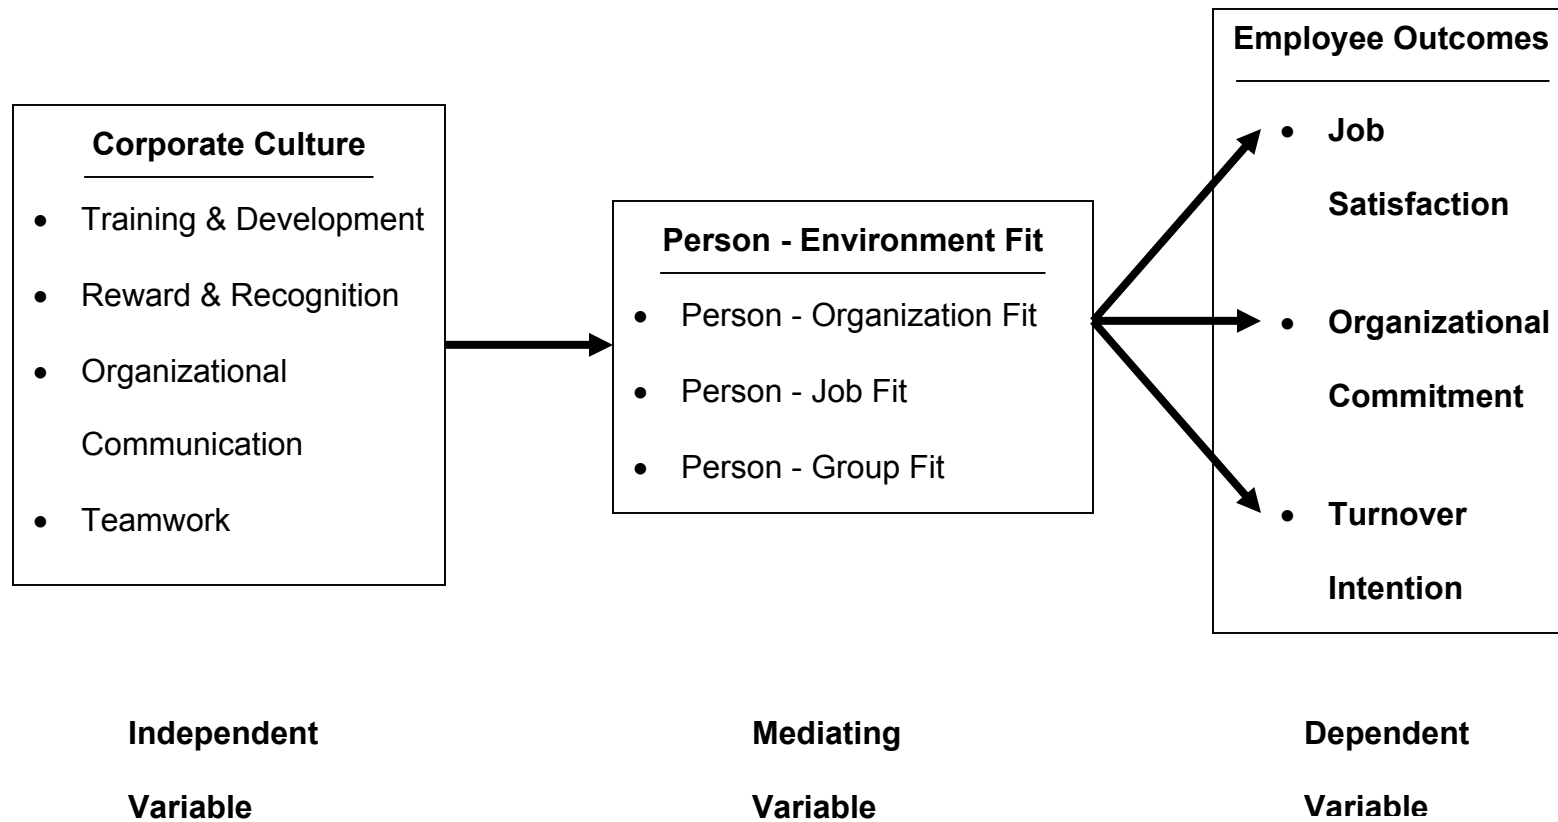 Corporate Culture
• Training & Development
• Reward & Recognition
• Organizational
Communication
• Teamwork
Person - Environment Fit
• Person - Organization Fit
• Person - Job Fit
• Person - Group Fit
Employee Outcomes
• Job
Satisfaction
• Organizational
Commitment
• Turnover
Intention
Independent
Variable
Mediating
Variable
Dependent
Variable